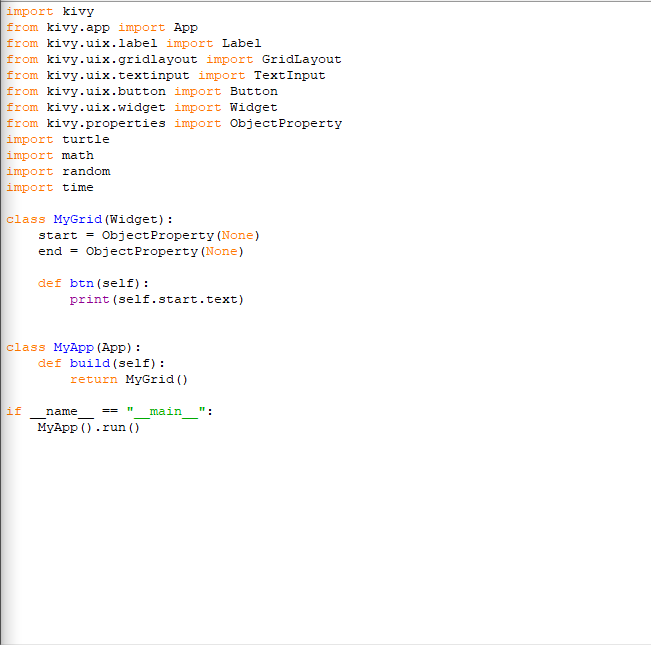 import kivy
from kivy.app import App
from kivy.uix.label import Label
from kivy.uix.gridlayout import GridLayout
from kivy.uix.textinput import TextInput
from kivy.uix.button import Button
from kivy.uix.widget import Widget
from kivy.properties import ObjectProperty
import turtle
import math
import random
import time

class MyGrid(Widget):
    start = ObjectProperty(None)
    end = ObjectProperty(None)

    def btn(self):
        print(self.start.text)


class MyApp(App):
    def build(self):
        return MyGrid()

if __name__ == "__main__":
    MyApp().run()